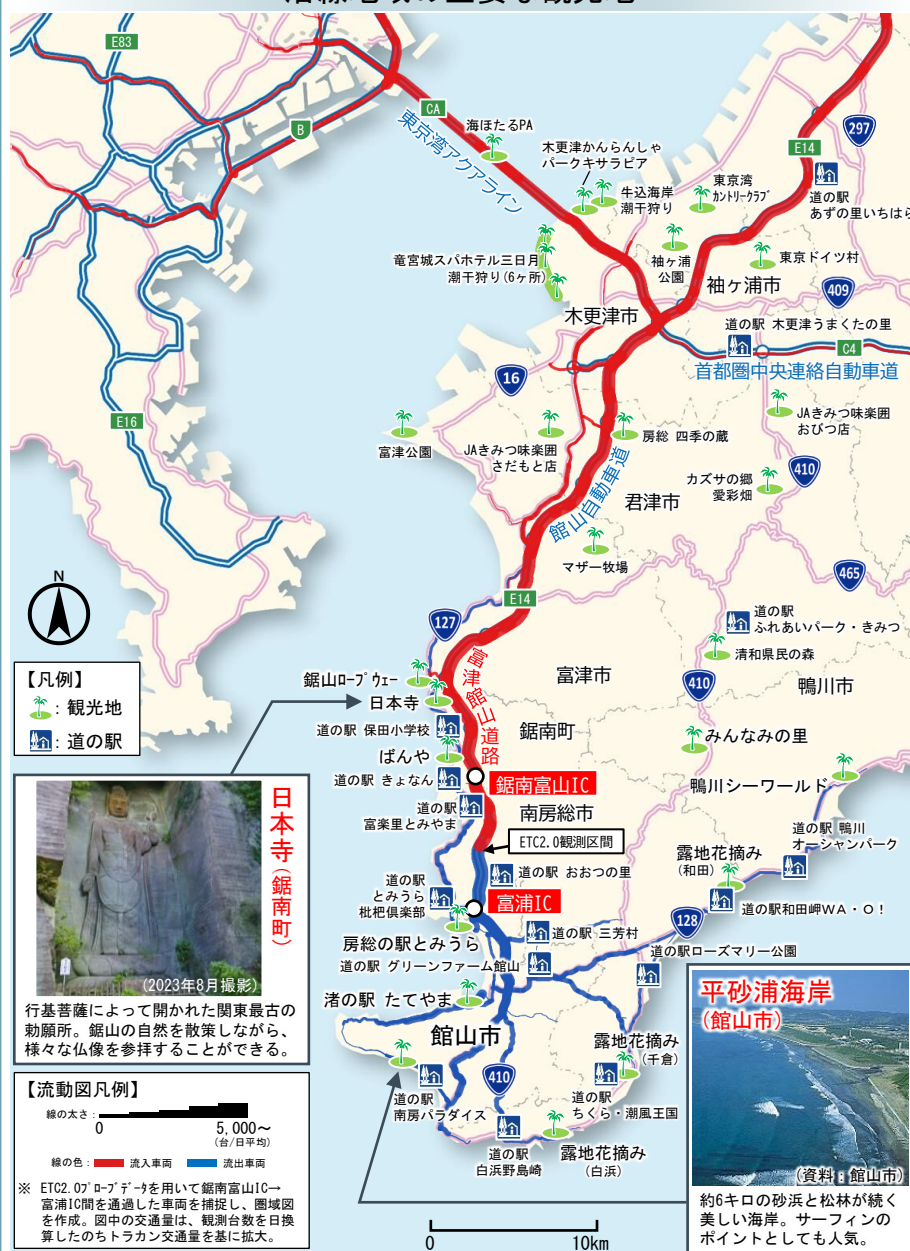 E83
B
CA
東京湾アクアライン
海ほたるPA
木更津かんらんしゃ
パークキサラピア
牛込海岸
潮干狩り
東京湾
カントリークラブ
E14
297
道の駅
あずの里いちはら
竜宮城スパホテル三日月
潮干狩り(6ヶ所)
袖ヶ浦
公園
東京ドイツ村
袖ヶ浦市
409
木更津市
道の駅 木更津うまくたの里
C4
首都圏中央連絡自動車道
16
E16
富津公園
JAきみつ味楽囲
さだもと店
房総 四季の蔵
JAきみつ味楽囲
おびつ店
410
カズサの郷
愛彩畑
館山自動車道
君津市
マザー牧場
465
N
E14
127
道の駅
ふれあいパーク・きみつ
清和県民の森
410
富津市
鴨川市
富津館山道路
鋸山ロープウェー
日本寺
道の駅 保田小学校
鋸南町
ばんや
みんなみの里
道の駅 きょなん
鋸南富山IC
鴨川シーワールド
道の駅
富楽里とみやま
南房総市
ETC2.0観測区間
道の駅 鴨川
オーシャンパーク
露地花摘み
(和田)
道の駅 おおつの里
道の駅
とみうら
枇杷倶楽部
富浦IC
道の駅和田岬WA・O!
128
房総の駅とみうら
道の駅 三芳村
道の駅ローズマリー公園
道の駅 グリーンファーム館山
渚の駅 たてやま
館山市
露地花摘み
(千倉)
410
道の駅
南房パラダイス
道の駅
ちくら・潮風王国
道の駅
白浜野島崎
露地花摘み
(白浜)
0 10km
【凡例】
:観光地
:道の駅
日本寺(鋸南町)
(2023年8月撮影)
行基菩薩によって開かれた関東最古の
勅願所。鋸山の自然を散策しながら、
様々な仏像を参拝することができる。
【流動図凡例】
線の太さ:
0 5,000〜
(台/日平均)
線の色: 流入車両 流出車両
※ ETC2.0プローブデータを用いて鋸南富山IC→
富浦IC間を通過した車両を捕捉し、圏域図
を作成。図中の交通量は、観測台数を日換
算したのちトラカン交通量を基に拡大。
平砂浦海岸
(館山市)
(資料:館山市)
約6キロの砂浜と松林が続く
美しい海岸。サーフィンの
ポイントとしても人気。